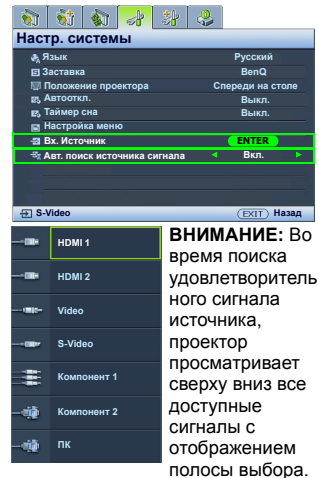 Настр. системы
Язык Русский
Заставка BenQ
Положение проектора Спереди на столе
Автооткл. Выкл.
Таймер сна Выкл.
Настройка меню
Вх. Источник ENTER
Авт. поиск источника сигнала Вкл.
S-Video EXIT Назад
HDMI 1
HDMI 2
Video
S-Video
Компонент 1
Компонент 2
ПК
ВНИМАНИЕ: Во
время поиска
удовлетворитель
ного сигнала
источника,
проектор
просматривает
сверху вниз все
доступные
сигналы с
отображением
полосы выбора.